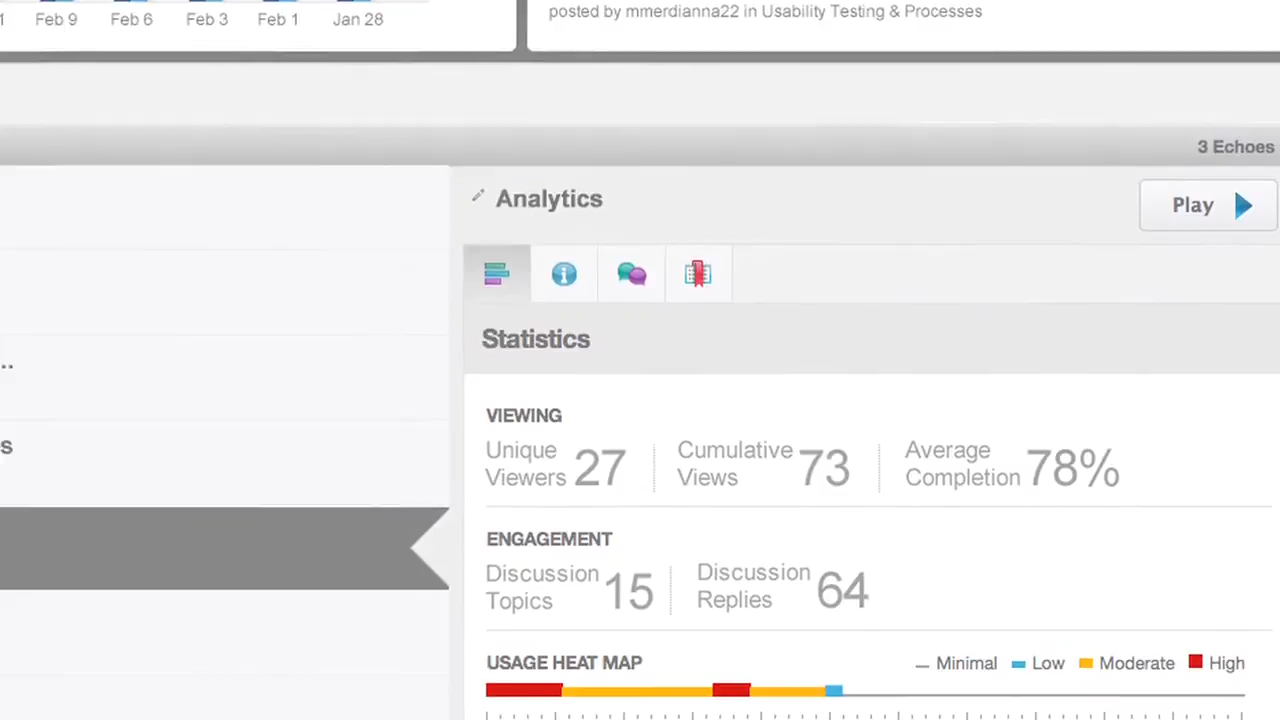 Feb 9 Feb 6 Feb 3 Feb 1 Jan 28
posted by mmerdianna22 in Usability Testing & Processes
3 Echoes
Analytics
Play
Statistics
VIEWING
Unique
Viewers 27
Cumulative
Views 73
Average
Completion 78%
ENGAGEMENT
Discussion
Topics 15
Discussion
Replies 64
USAGE HEAT MAP
Minimal Low Moderate High